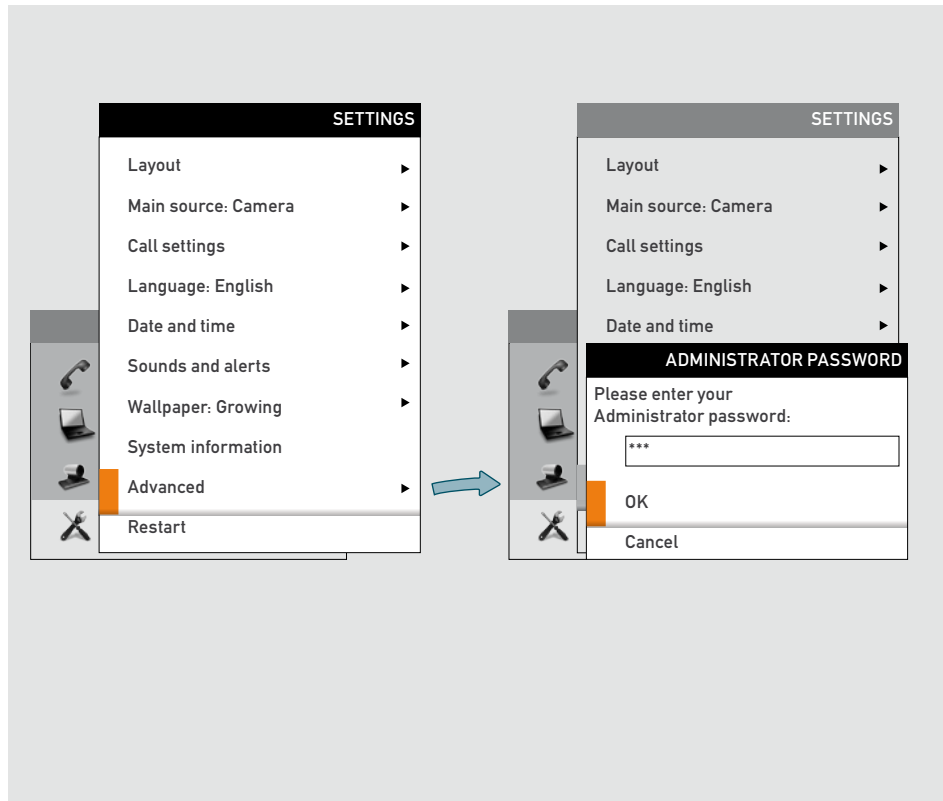 SETTINGS
Layout
Main source: Camera
Call settings
Language: English
Date and time
Sounds and alerts
Wallpaper: Growing
System information
Advanced
Restart
SETTINGS
Layout
Main source: Camera
Call settings
Language: English
Date and time
ADMINISTRATOR PASSWORD
Please enter your
Administrator password:
***
OK
Cancel